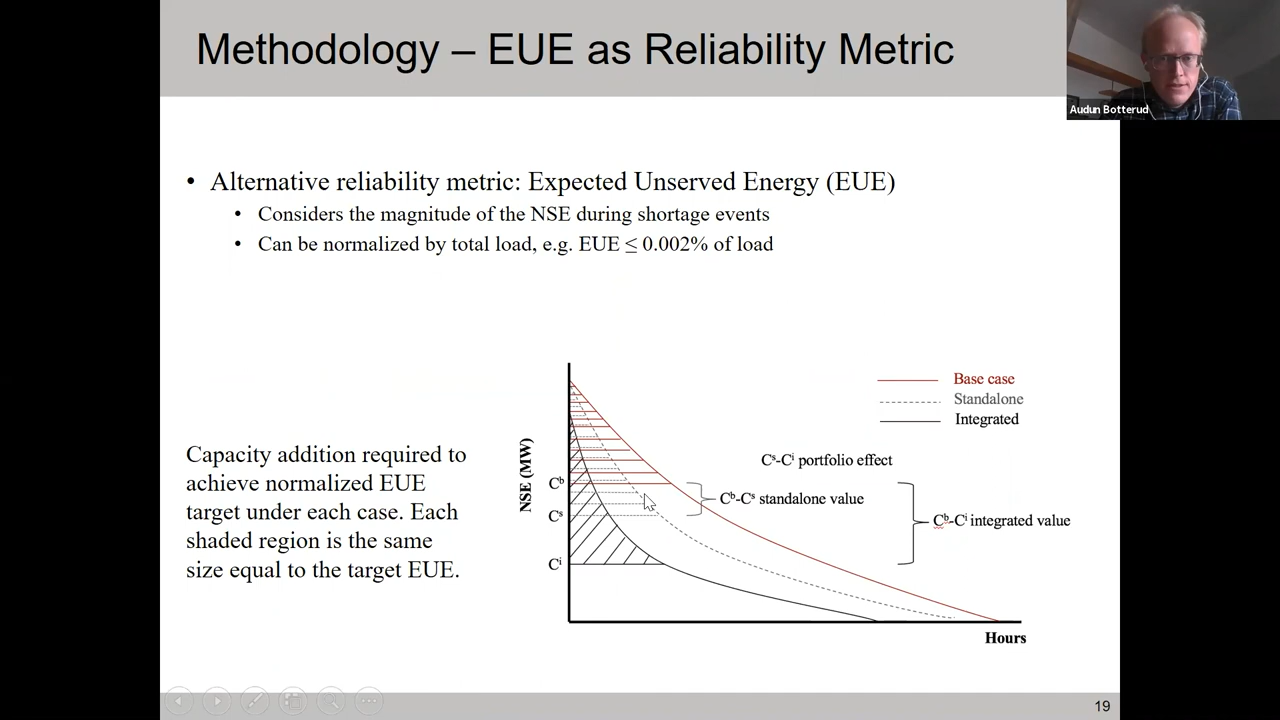 Methodology – EUE as Reliability Metric
Audun Botterud
• Alternative reliability metric: Expected Unserved Energy (EUE)
• Considers the magnitude of the NSE during shortage events
• Can be normalized by total load, e.g. EUE ≤ 0.002% of load
Capacity addition required to
achieve normalized EUE
target under each case. Each
shaded region is the same
size equal to the target EUE.
NSE (MW)
Base case
Standalone
Integrated
Cˢ-Cⁱ portfolio effect
Cᵇ
Cᵇ-Cˢ standalone value
Cˢ
Cᵇ-Cⁱ integrated value
Cⁱ
Hours
19